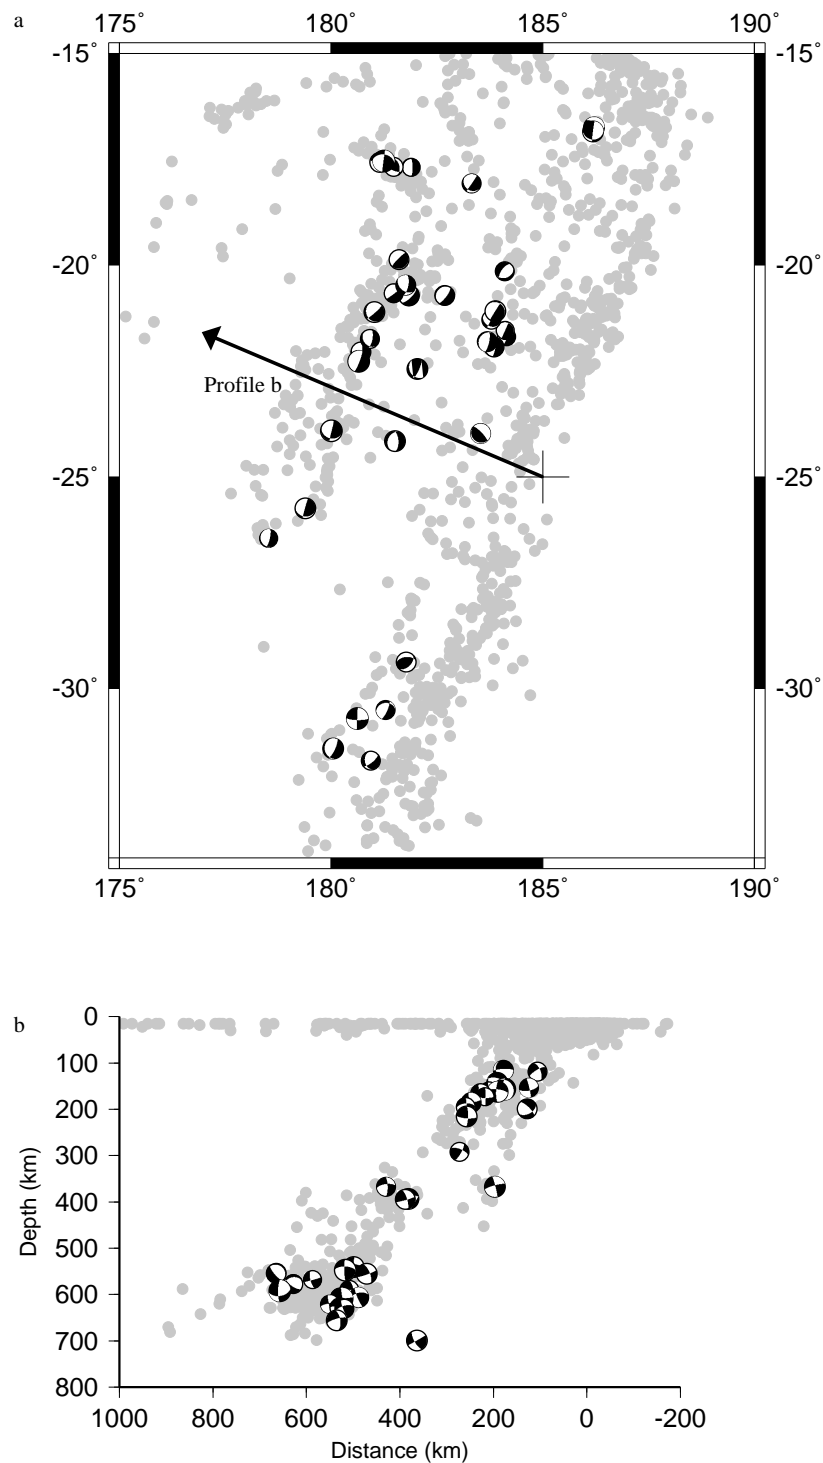 a
175˚ 180˚ 185˚ 190˚
-15˚ -15˚
-20˚ -20˚
Profile b
-25˚ -25˚
-30˚ -30˚
175˚ 180˚ 185˚ 190˚
b
0
100
200
300
400
500
600
700
800
Depth (km)
1000 800 600 400 200 0 -200
Distance (km)